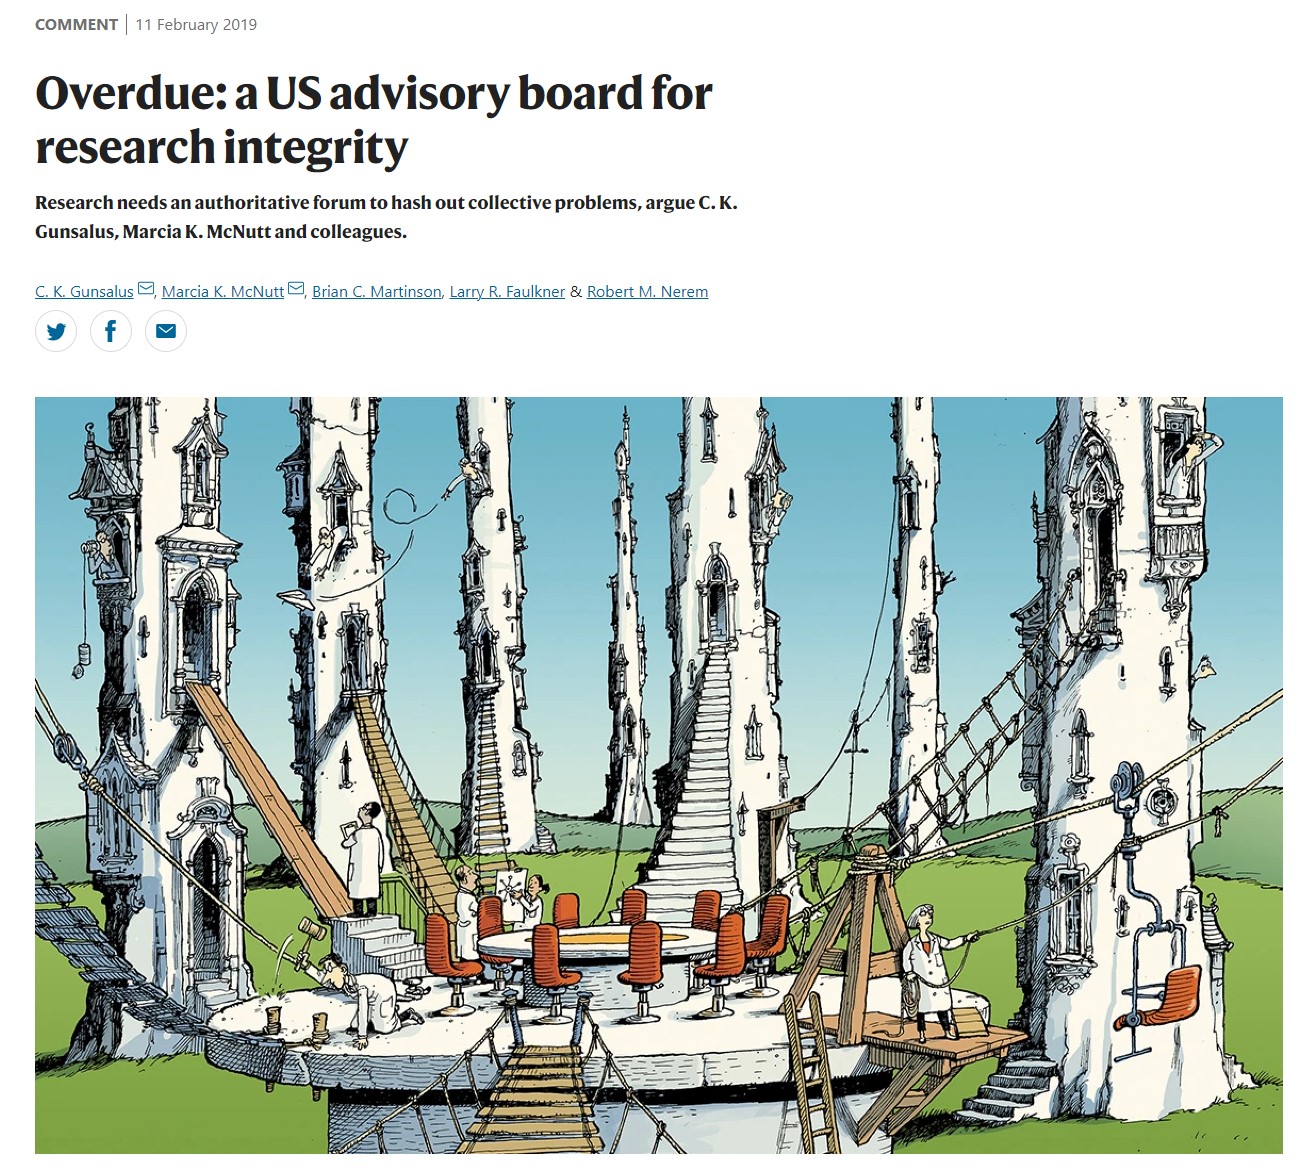 COMMENT | 11 February 2019
Overdue: a US advisory board for
research integrity
Research needs an authoritative forum to hash out collective problems, argue C. K.
Gunsalus, Marcia K. McNutt and colleagues.
C. K. Gunsalus, Marcia K. McNutt, Brian C. Martinson, Larry R. Faulkner & Robert M. Nerem